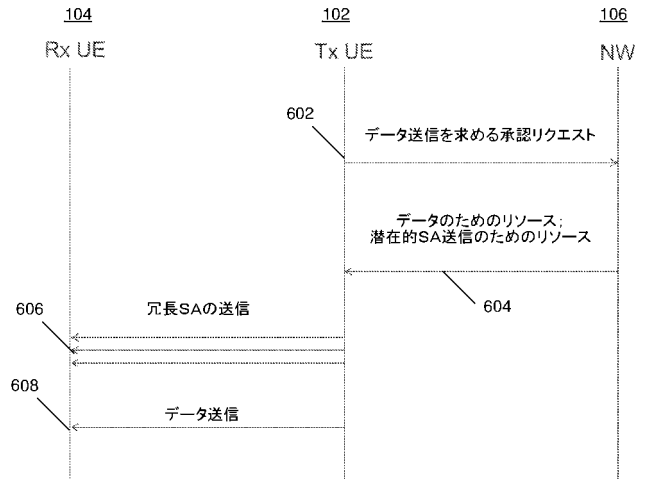 104
102
106
Rx UE
Tx UE
NW
602
データ送信を求める承認リクエスト
データのためのリソース;
潜在的SA送信のためのリソース
604
606
冗長SAの送信
608
データ送信